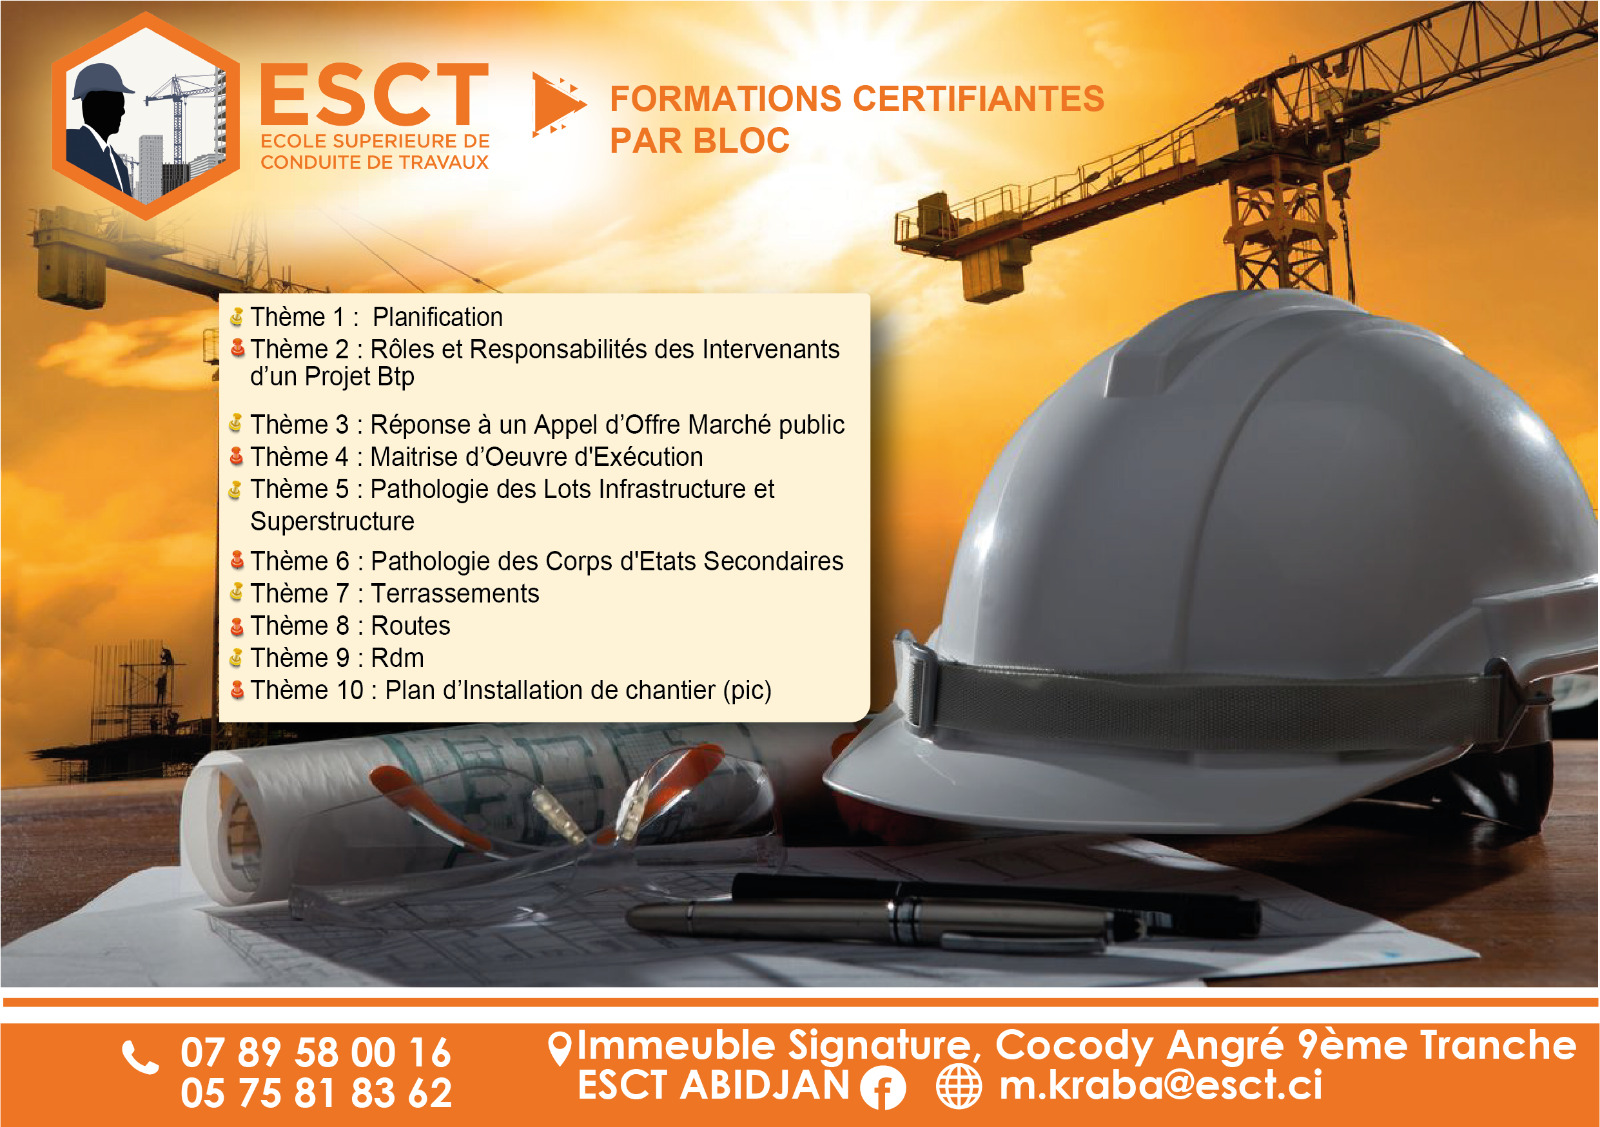 ESCT
ECOLE SUPERIEURE DE
CONDUITE DE TRAVAUX
FORMATIONS CERTIFIANTES
PAR BLOC
Thème 1 : Planification
Thème 2 : Rôles et Responsabilités des Intervenants
d’un Projet Btp
Thème 3 : Réponse à un Appel d’Offre Marché public
Thème 4 : Maitrise d’Oeuvre d'Exécution
Thème 5 : Pathologie des Lots Infrastructure et
Superstructure
Thème 6 : Pathologie des Corps d'Etats Secondaires
Thème 7 : Terrassements
Thème 8 : Routes
Thème 9 : Rdm
Thème 10 : Plan d’Installation de chantier (pic)
07 89 58 00 16
05 75 81 83 62
Immeuble Signature, Cocody Angré 9ème Tranche
ESCT ABIDJAN
m.kraba@esct.ci